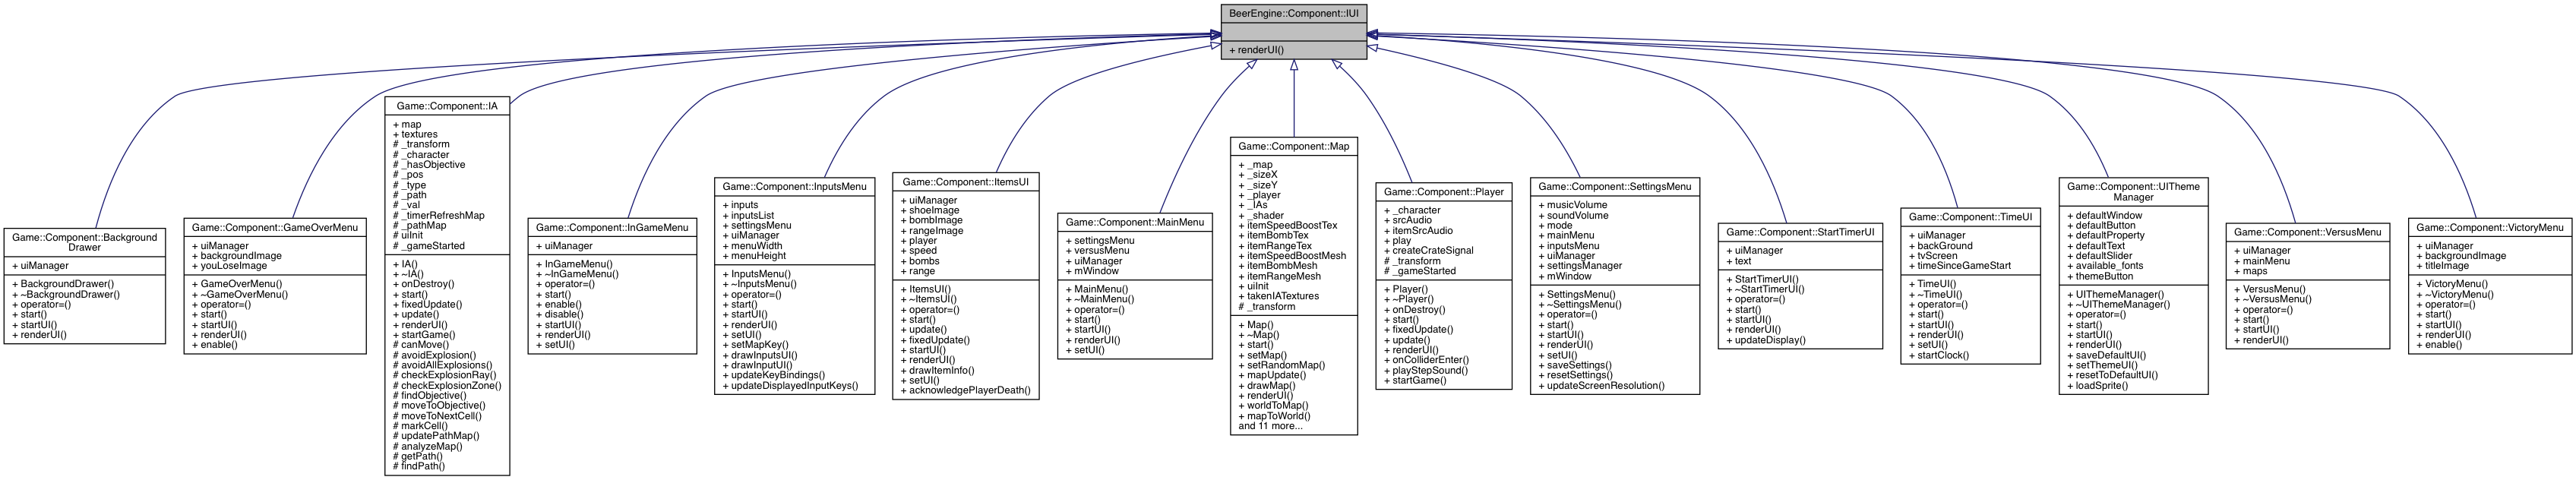 BeerEngine::Component::IUI
+ renderUI()
Game::Component::Background
Drawer
+ uiManager
+ BackgroundDrawer()
+ ~BackgroundDrawer()
+ operator=()
+ start()
+ startUI()
+ renderUI()
Game::Component::GameOverMenu
+ uiManager
+ backgroundImage
+ youLoseImage
+ GameOverMenu()
+ ~GameOverMenu()
+ operator=()
+ start()
+ startUI()
+ renderUI()
+ enable()
Game::Component::IA
+ map
+ textures
# _transform
# _character
# _hasObjective
# _pos
# _type
# _path
# _val
# _timerRefreshMap
# _pathMap
# uiInit
# _gameStarted
+ IA()
+ ~IA()
+ onDestroy()
+ start()
+ fixedUpdate()
+ update()
+ renderUI()
+ startGame()
# canMove()
# avoidExplosion()
# avoidAllExplosions()
# checkExplosionRay()
# checkExplosionZone()
# findObjective()
# moveToObjective()
# moveToNextCell()
# markCell()
# updatePathMap()
# analyzeMap()
# getPath()
# findPath()
Game::Component::InGameMenu
+ uiManager
+ InGameMenu()
+ ~InGameMenu()
+ operator=()
+ start()
+ enable()
+ disable()
+ startUI()
+ renderUI()
+ setUI()
Game::Component::InputsMenu
+ inputs
+ inputsList
+ settingsMenu
+ uiManager
+ menuWidth
+ menuHeight
+ InputsMenu()
+ ~InputsMenu()
+ operator=()
+ start()
+ startUI()
+ renderUI()
+ setUI()
+ setMapKey()
+ drawInputsUI()
+ drawInputUI()
+ updateKeyBindings()
+ updateDisplayedInputKeys()
Game::Component::ItemsUI
+ uiManager
+ shoeImage
+ bombImage
+ rangeImage
+ player
+ speed
+ bombs
+ range
+ ItemsUI()
+ ~ItemsUI()
+ operator=()
+ start()
+ update()
+ fixedUpdate()
+ startUI()
+ renderUI()
+ drawItemInfo()
+ setUI()
+ acknowledgePlayerDeath()
Game::Component::MainMenu
+ settingsMenu
+ versusMenu
+ uiManager
+ mWindow
+ MainMenu()
+ ~MainMenu()
+ operator=()
+ start()
+ startUI()
+ renderUI()
+ setUI()
Game::Component::Map
+ _map
+ _sizeX
+ _sizeY
+ _player
+ _IAs
+ _shader
+ itemSpeedBoostTex
+ itemBombTex
+ itemRangeTex
+ itemSpeedBoostMesh
+ itemBombMesh
+ itemRangeMesh
+ uiInit
+ takenIATextures
# _transform
+ Map()
+ ~Map()
+ start()
+ setMap()
+ setRandomMap()
+ mapUpdate()
+ drawMap()
+ renderUI()
+ worldToMap()
+ mapToWorld()
and 11 more...
Game::Component::Player
+ _character
+ srcAudio
+ itemSrcAudio
+ play
+ createCrateSignal
# _transform
# _gameStarted
+ Player()
+ ~Player()
+ onDestroy()
+ start()
+ fixedUpdate()
+ update()
+ renderUI()
+ onColliderEnter()
+ playStepSound()
+ startGame()
Game::Component::SettingsMenu
+ musicVolume
+ soundVolume
+ mode
+ mainMenu
+ inputsMenu
+ uiManager
+ settingsManager
+ mWindow
+ SettingsMenu()
+ ~SettingsMenu()
+ operator=()
+ start()
+ startUI()
+ renderUI()
+ setUI()
+ saveSettings()
+ resetSettings()
+ updateScreenResolution()
Game::Component::StartTimerUI
+ uiManager
+ text
+ StartTimerUI()
+ ~StartTimerUI()
+ operator=()
+ start()
+ startUI()
+ renderUI()
+ updateDisplay()
Game::Component::TimeUI
+ uiManager
+ backGround
+ tvScreen
+ timeSinceGameStart
+ TimeUI()
+ ~TimeUI()
+ operator=()
+ start()
+ startUI()
+ renderUI()
+ setUI()
+ startClock()
Game::Component::UITheme
Manager
+ defaultWindow
+ defaultButton
+ defaultProperty
+ defaultText
+ defaultSlider
+ available_fonts
+ themeButton
+ UIThemeManager()
+ ~UIThemeManager()
+ operator=()
+ start()
+ startUI()
+ renderUI()
+ saveDefaultUI()
+ setThemeUI()
+ resetToDefaultUI()
+ loadSprite()
Game::Component::VersusMenu
+ uiManager
+ mainMenu
+ maps
+ VersusMenu()
+ ~VersusMenu()
+ operator=()
+ start()
+ startUI()
+ renderUI()
Game::Component::VictoryMenu
+ uiManager
+ backgroundImage
+ titleImage
+ VictoryMenu()
+ ~VictoryMenu()
+ operator=()
+ start()
+ startUI()
+ renderUI()
+ enable()